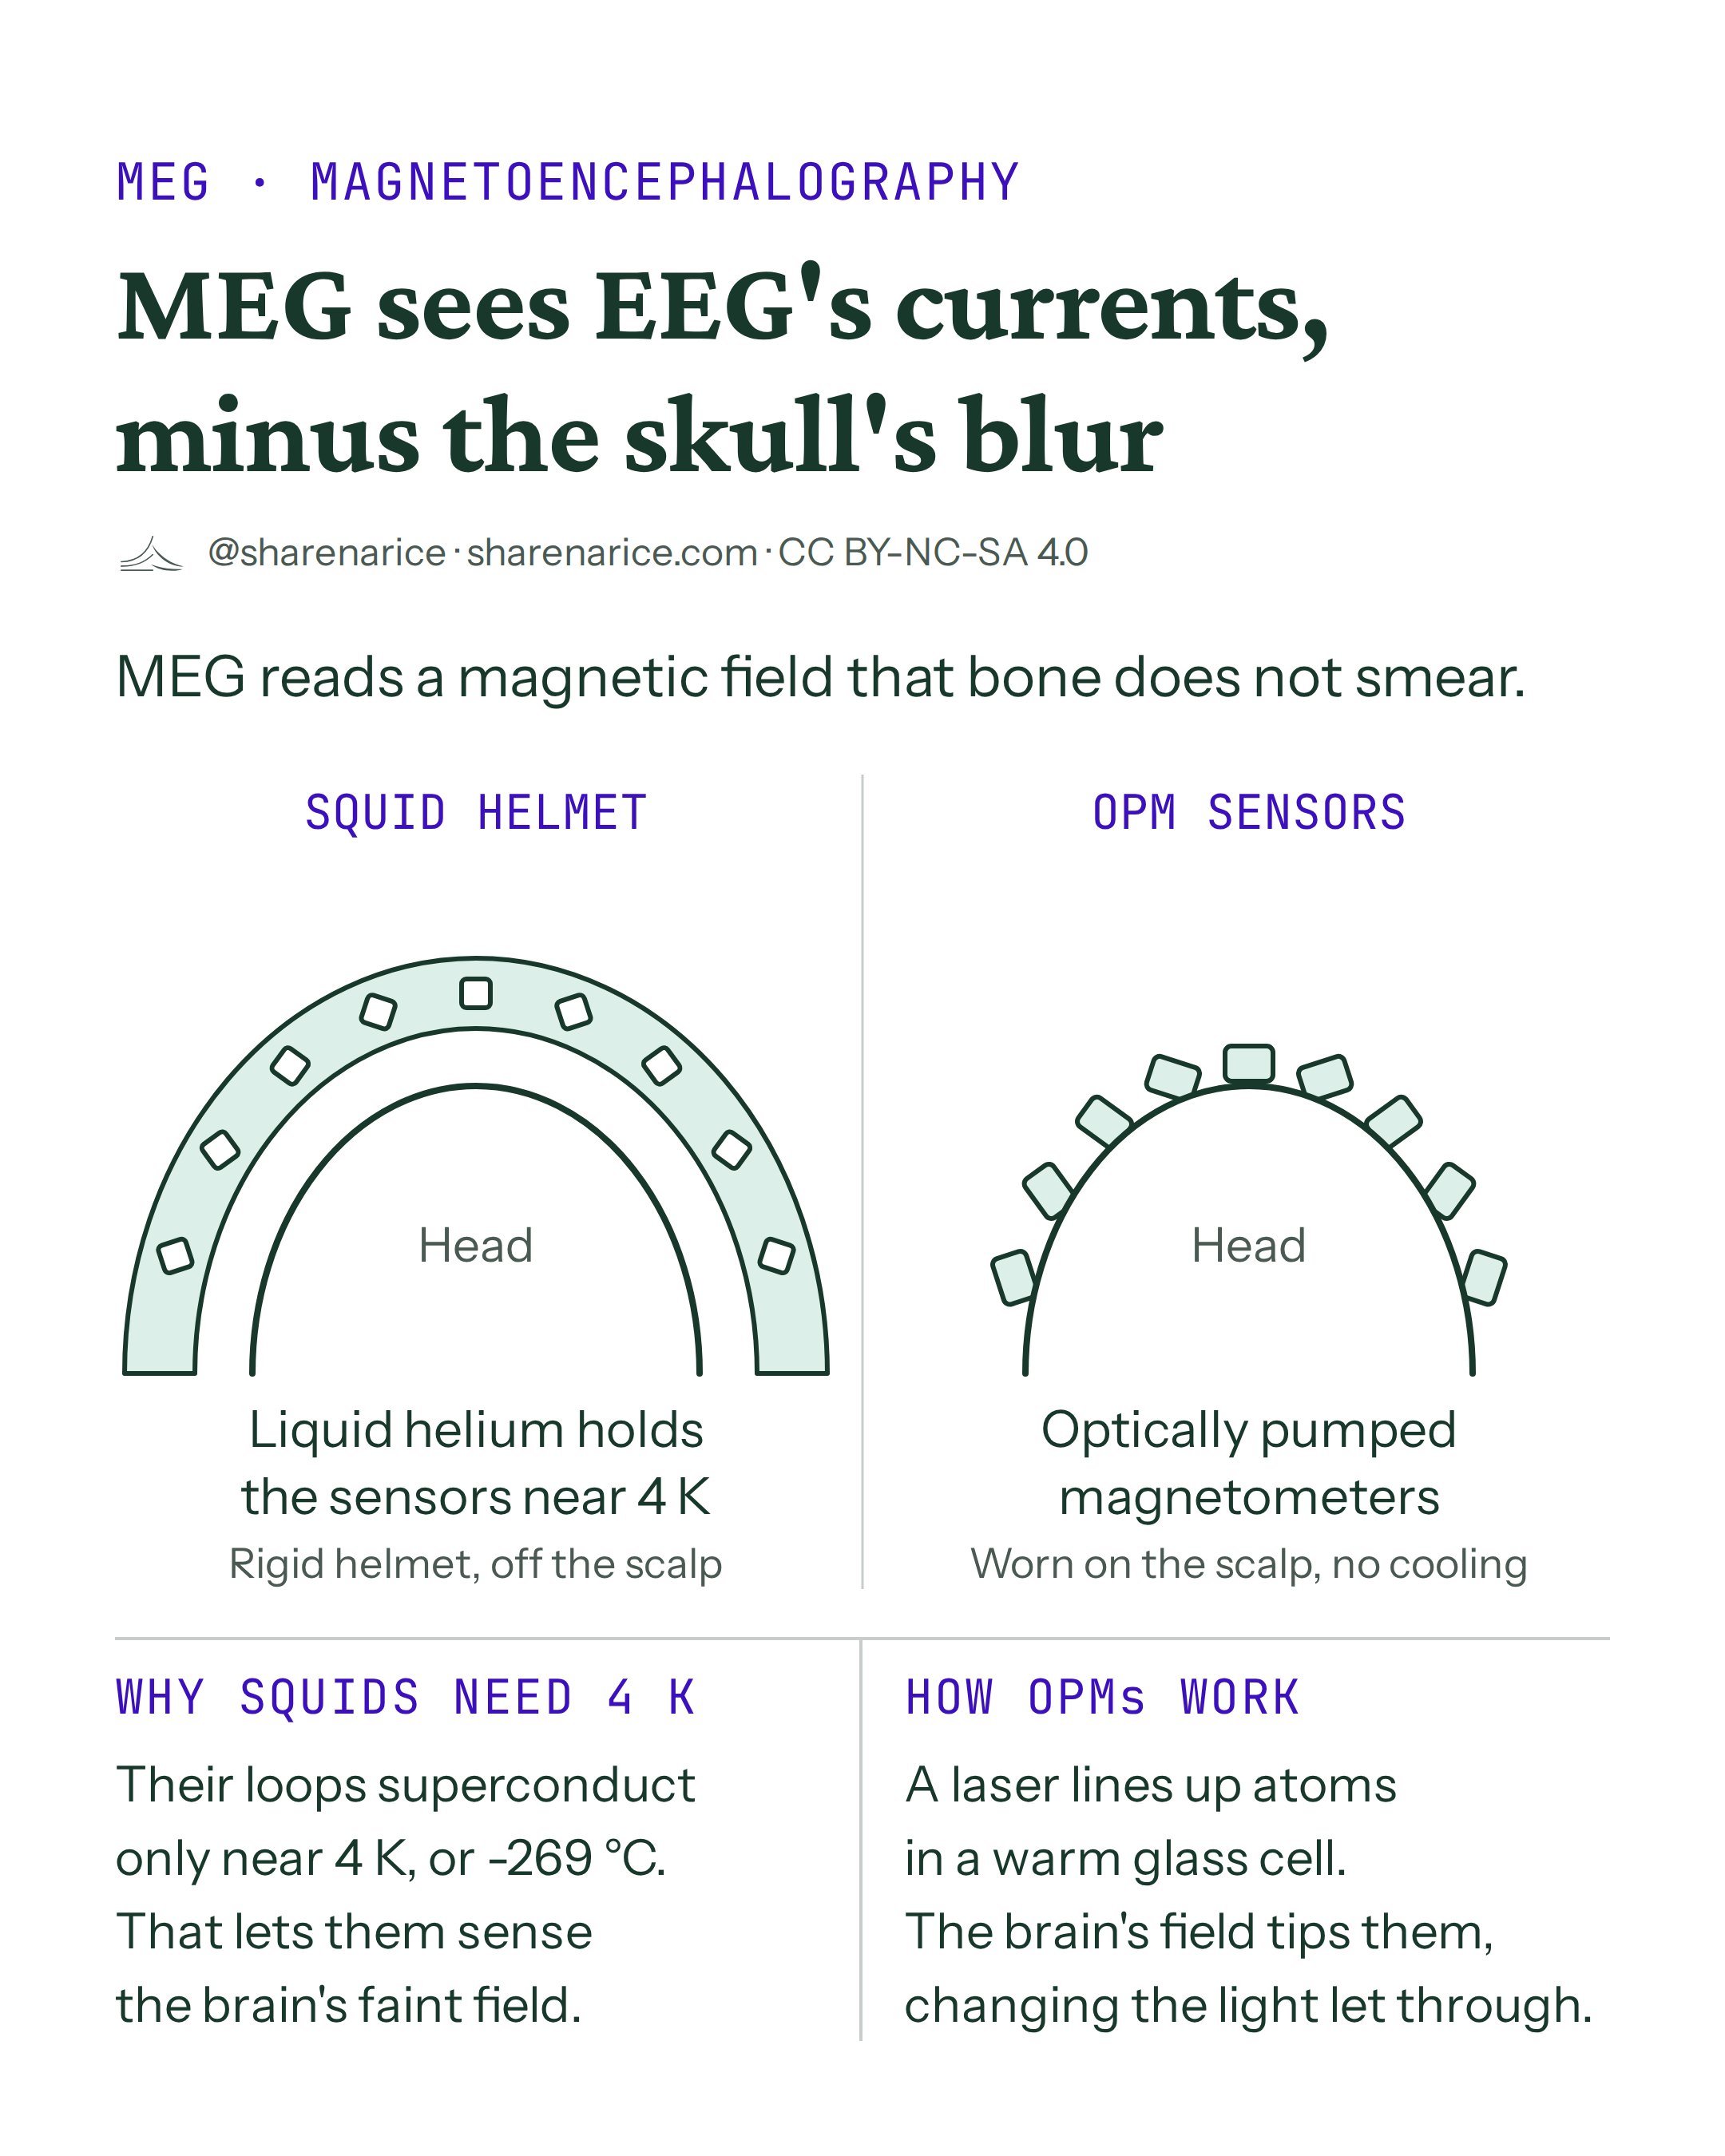 MEG · MAGNETOENCEPHALOGRAPHY
MEG sees EEG's currents,
minus the skull's blur
@sharenarice · sharenarice.com · CC BY-NC-SA 4.0
MEG reads a magnetic field that bone does not smear.
SQUID HELMET
Head
Liquid helium holds
the sensors near 4 K
Rigid helmet, off the scalp
OPM SENSORS
Head
Optically pumped
magnetometers
Worn on the scalp, no cooling
WHY SQUIDS NEED 4 K
Their loops superconduct
only near 4 K, or -269 °C.
That lets them sense
the brain's faint field.
HOW OPMs WORK
A laser lines up atoms
in a warm glass cell.
The brain's field tips them,
changing the light let through.